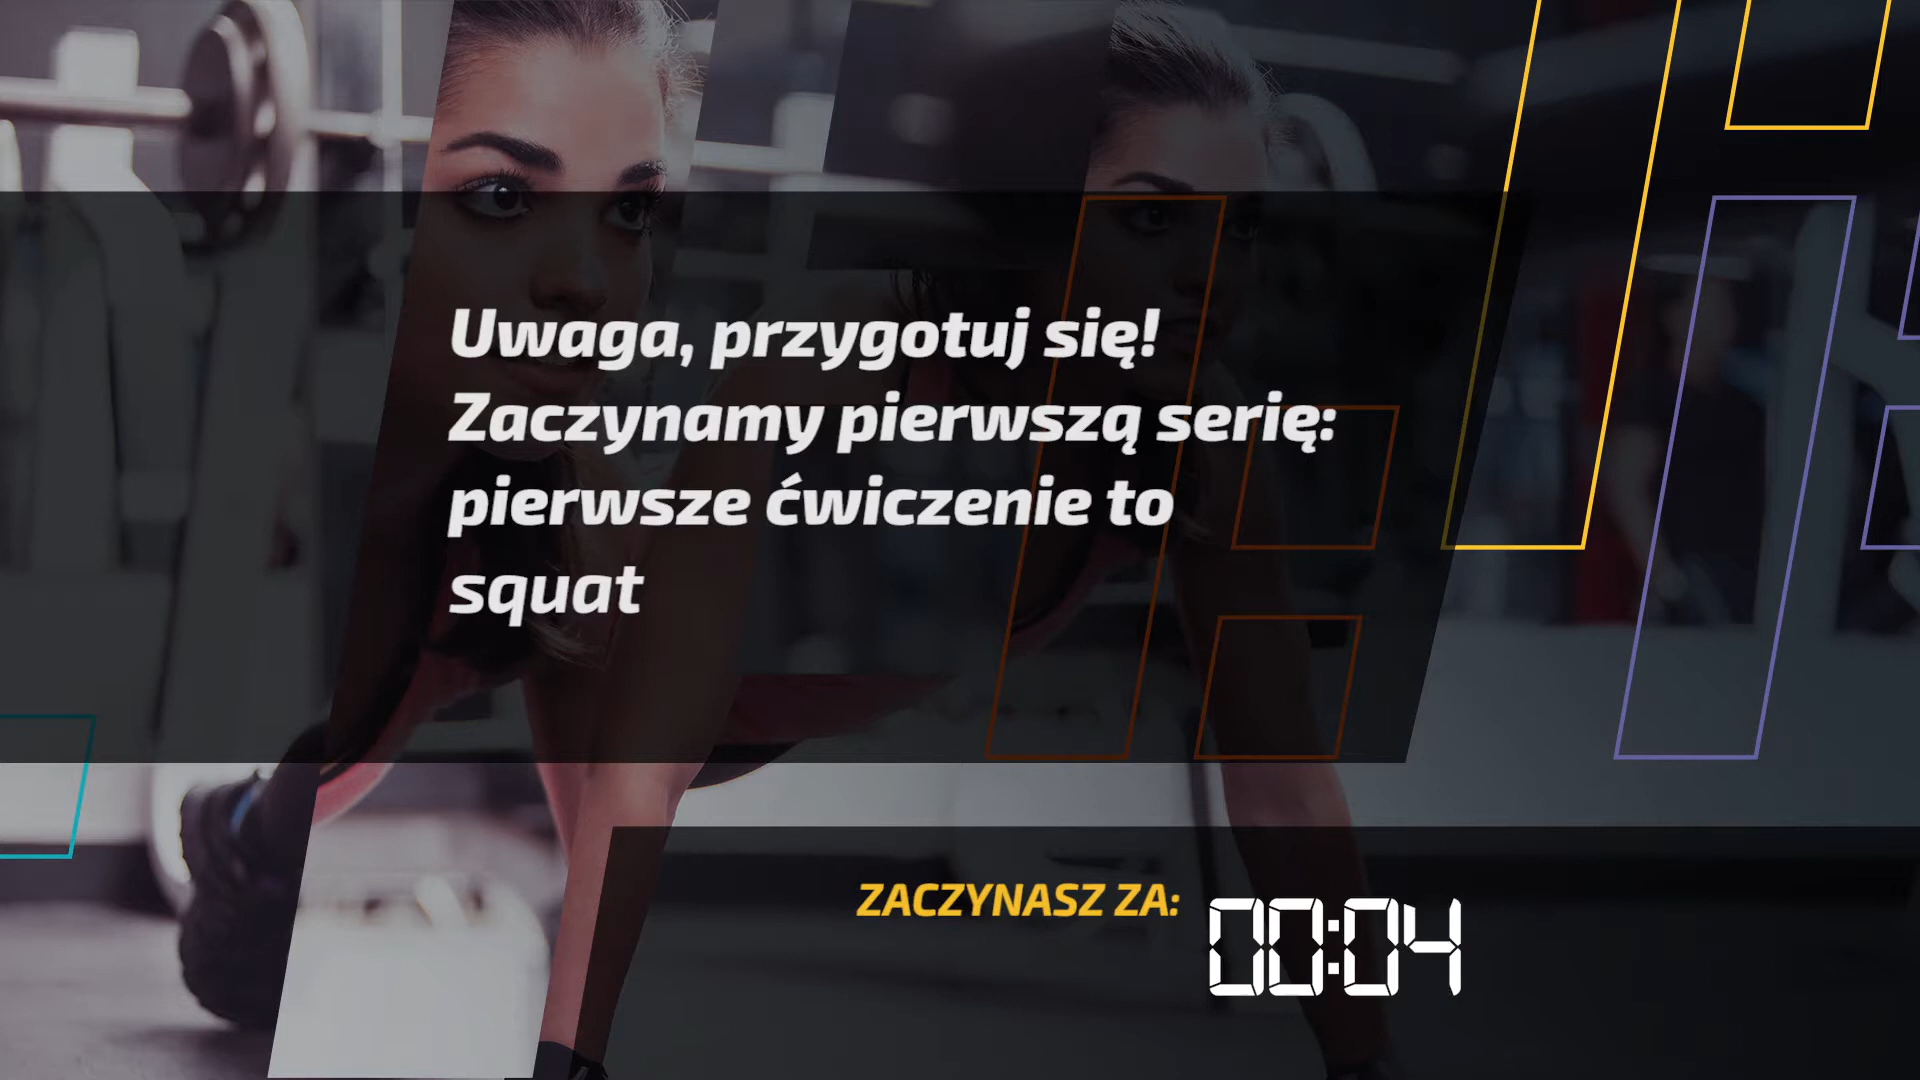 Uwaga, przygotuj się!
Zaczynamy pierwszą serię:
pierwsze ćwiczenie to
squat
ZACZYNASZ ZA:
00:04